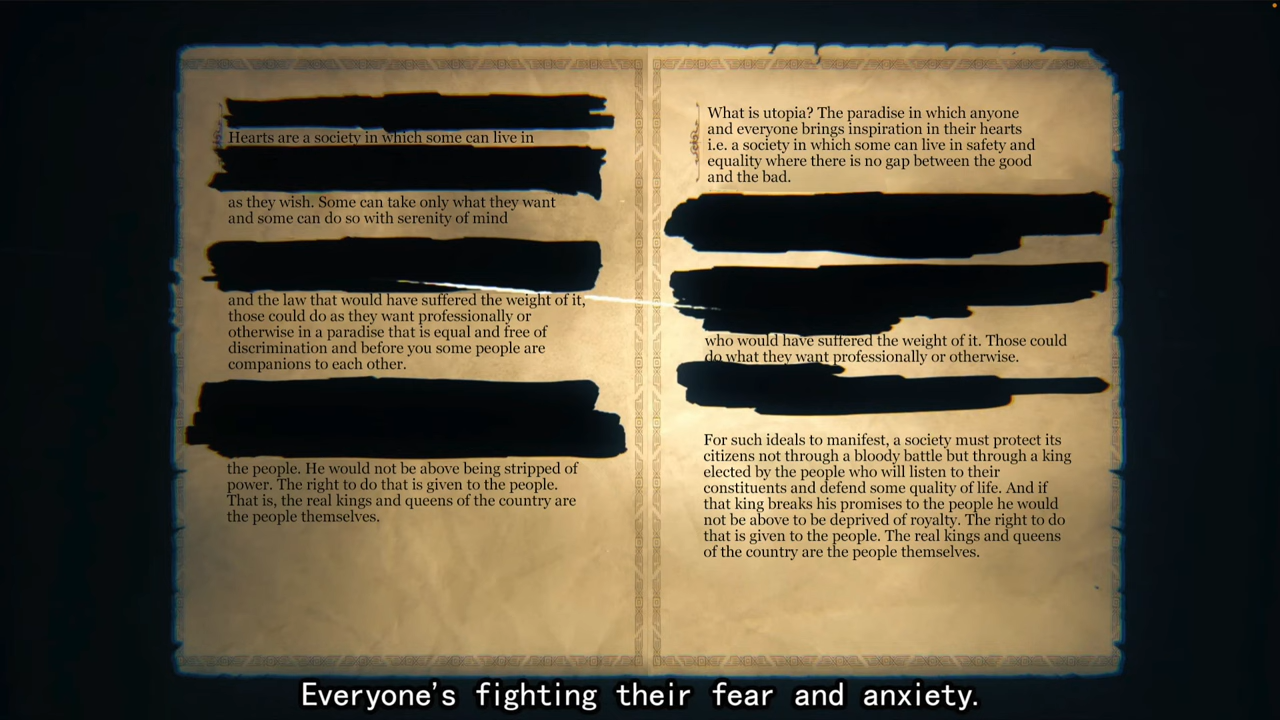 Hearts are a society in which some can live in
as they wish. Some can take only what they want
and some can do so with serenity of mind
and the law that would have suffered the weight of it,
those could do as they want professionally or
otherwise in a paradise that is equal and free of
discrimination and before you some people are
companions to each other.
the people. He would not be above being stripped of
power. The right to do that is given to the people.
That is, the real kings and queens of the country are
the people themselves.
What is utopia? The paradise in which anyone
and everyone brings inspiration in their hearts
i.e. a society in which some can live in safety and
equality where there is no gap between the good
and the bad.
who would have suffered the weight of it. Those could
do what they want professionally or otherwise.
For such ideals to manifest, a society must protect its
citizens not through a bloody battle but through a king
elected by the people who will listen to their
constituents and defend some quality of life. And if
that king breaks his promises to the people he would
not be above to be deprived of royalty. The right to do
that is given to the people. The real kings and queens
of the country are the people themselves.
Everyone's fighting their fear and anxiety.